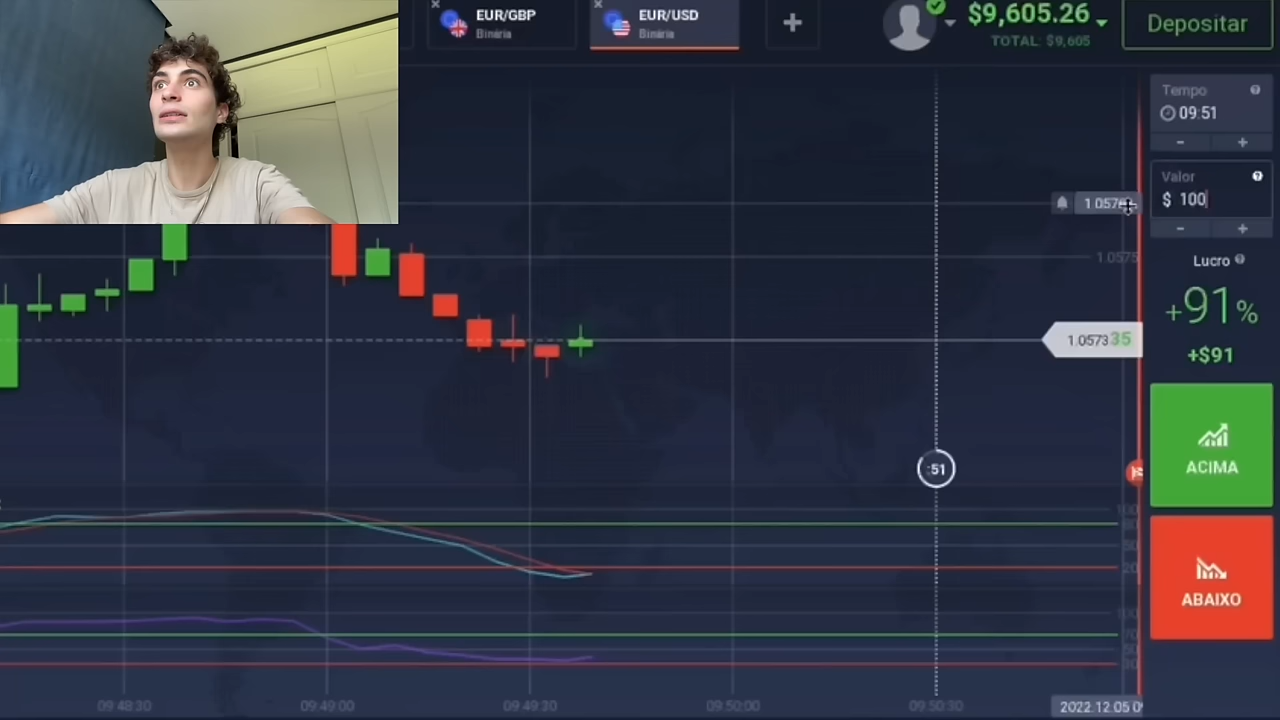 EUR/GBP
Binária
EUR/USD
Binária
+
$9,605.26
TOTAL: $9,605
Depositar
Tempo
09:51
- +
Valor
$ 100
- +
Lucro
+91%
+$91
ACIMA
ABAIXO
1.0575
1.057335
:51
09:48:30
09:49:00
09:49:30
09:50:00
09:50:30
2022.12.05